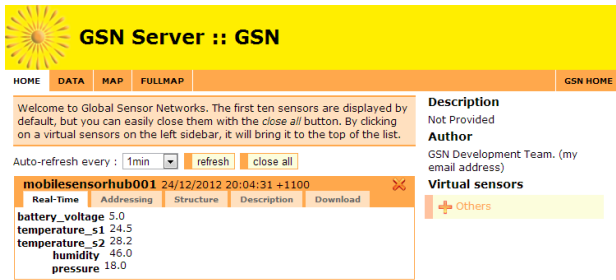 GSN Server :: GSN
HOME DATA MAP FULLMAP GSN HOME
Welcome to Global Sensor Networks. The first ten sensors are displayed by
default, but you can easily close them with the close all button. By clicking
on a virtual sensors on the left sidebar, it will bring it to the top of the list.
Auto-refresh every : 1min refresh close all
mobilesensorhub001 24/12/2012 20:04:31 +1100
Real-Time Addressing Structure Description Download
battery_voltage 5.0
temperature_s1 24.5
temperature_s2 28.2
humidity 46.0
pressure 18.0
Description
Not Provided
Author
GSN Development Team. (my
email address)
Virtual sensors
Others